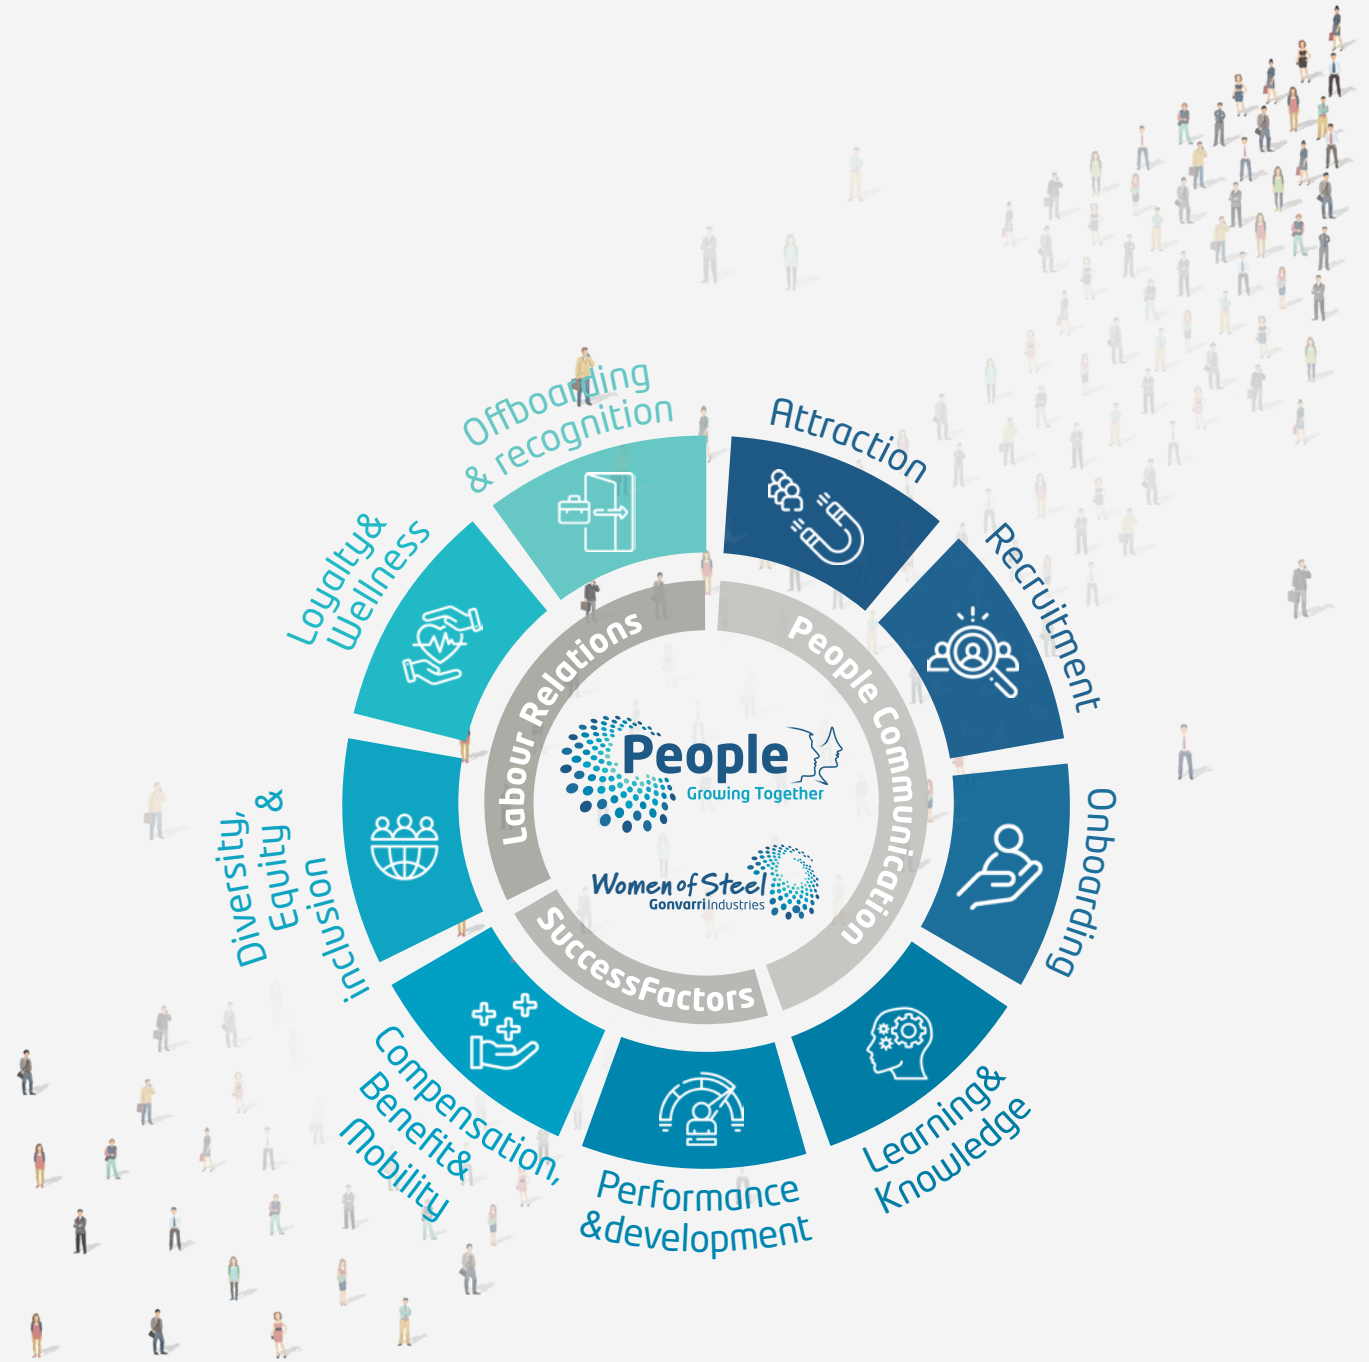 Attraction
Recruitment
Onboarding
Learning&
Knowledge
Performance
&development
Compensation,
Benefit&
Mobility
Diversity,
Equity &
inclusion
Loyalty&
Wellness
Offboarding
& recognition
People Communication
SuccessFactors
Labour Relations
People
Growing Together
Women of Steel
Gonvarri Industries